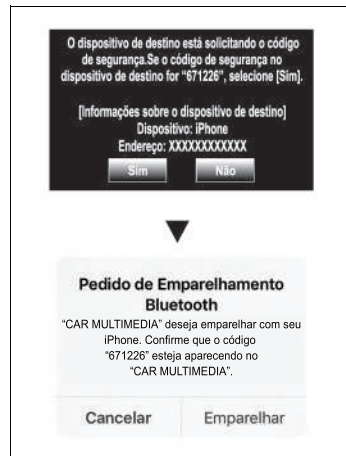 O dispositivo de destino está solicitando o código
de segurança.Se o código de segurança no
dispositivo de destino for "671226", selecione [Sim].
[Informações sobre o dispositivo de destino]
Dispositivo: iPhone
Endereço: XXXXXXXXXXXX
Sim Não
Pedido de Emparelhamento
Bluetooth
"CAR MULTIMEDIA" deseja emparelhar com seu
iPhone. Confirme que o código
"671226" esteja aparecendo no
"CAR MULTIMEDIA".
Cancelar Emparelhar